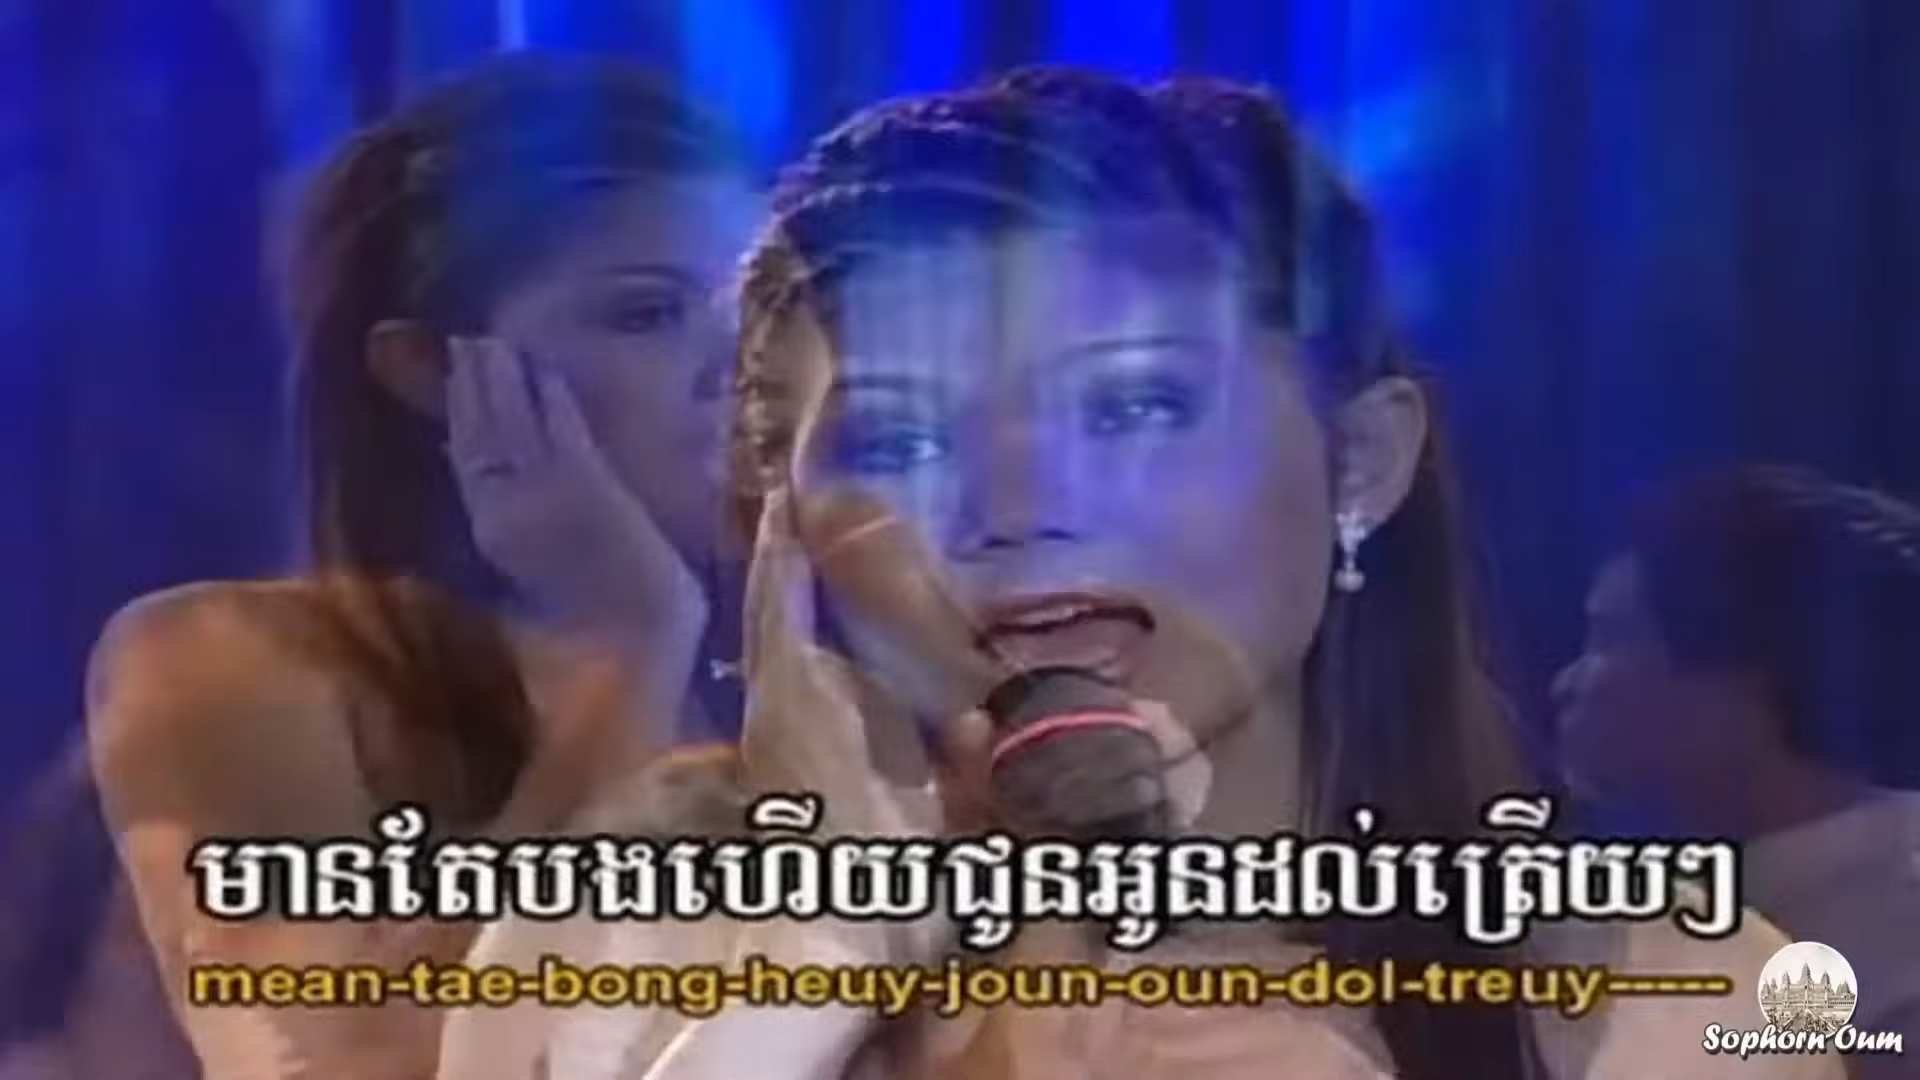 មានតែបងហើយជូនអូនដល់ត្រើយៗ
mean-tae-bong-heuy-joun-oun-dol-treuy-----
Sophorn Oum